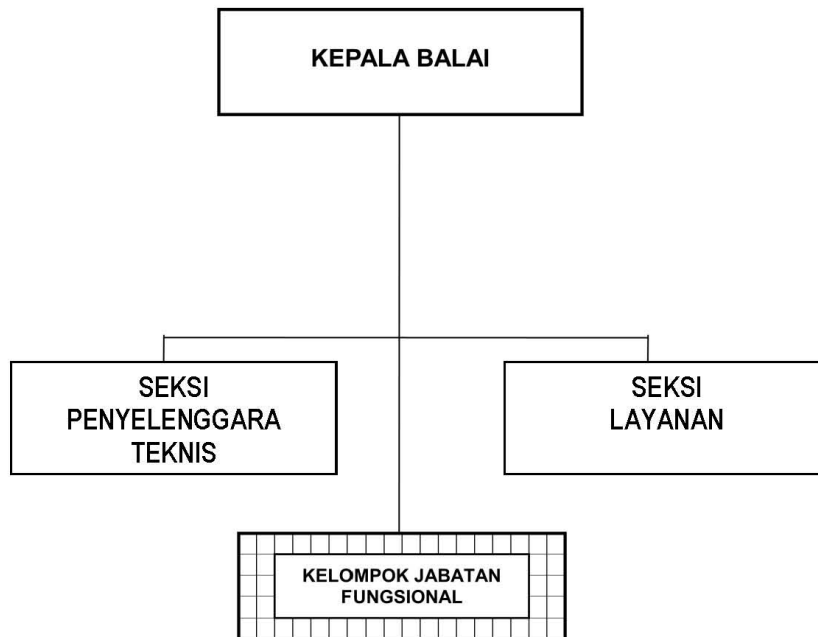 KEPALA BALAI
SEKSI
PENYELENGGARA
TEKNIS
SEKSI
LAYANAN
KELOMPOK JABATAN
FUNGSIONAL